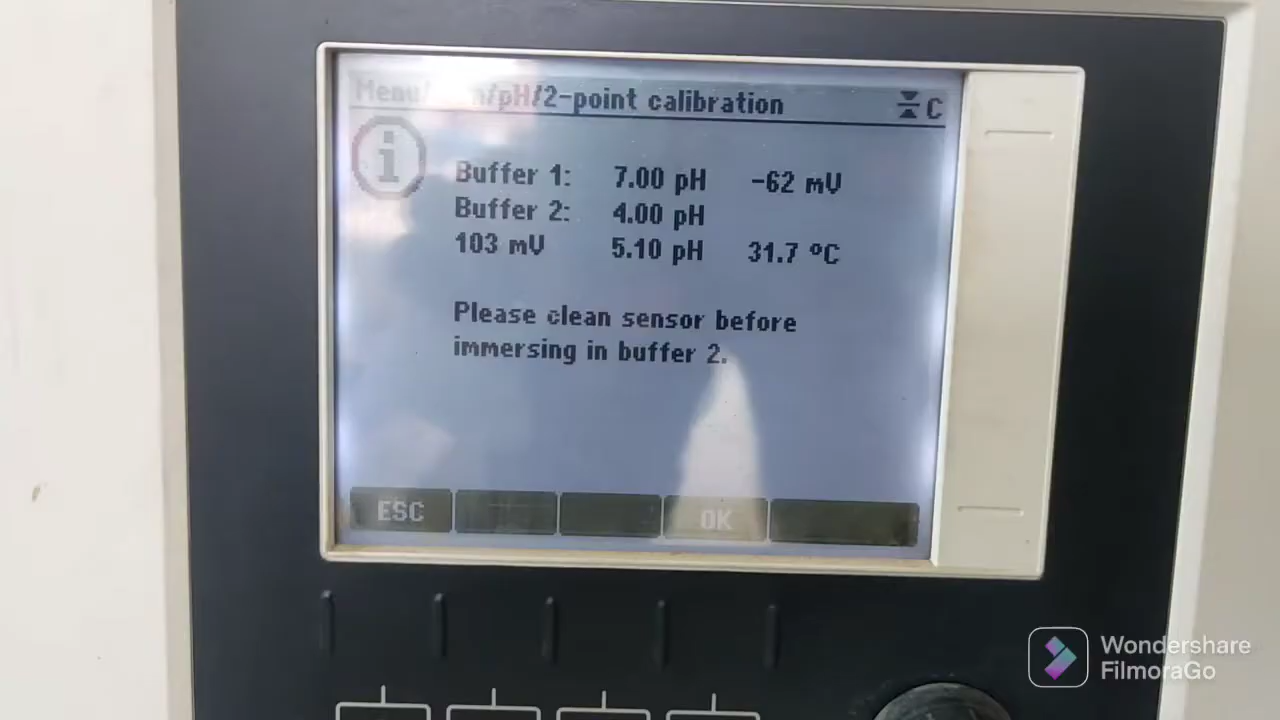 Menu/ /pH/2-point calibration C
i
Buffer 1: 7.00 pH -62 mV
Buffer 2: 4.00 pH
103 mV 5.10 pH 31.7 ºC
Please clean sensor before
immersing in buffer 2.
ESC OK
Wondershare
FilmoraGo